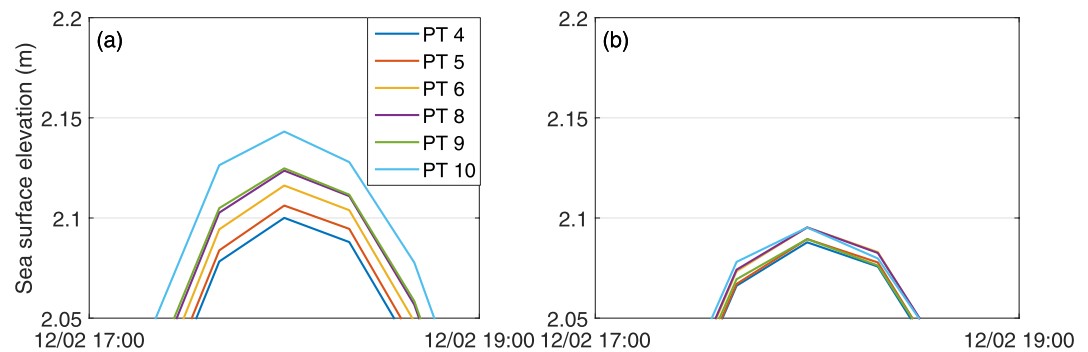 2.2
(a)
PT 4
PT 5
PT 6
PT 8
PT 9
PT 10
2.15
2.1
2.05
Sea surface elevation (m)
12/02 17:00
12/02 19:00
2.2
(b)
2.15
2.1
2.05
12/02 17:00
12/02 19:00